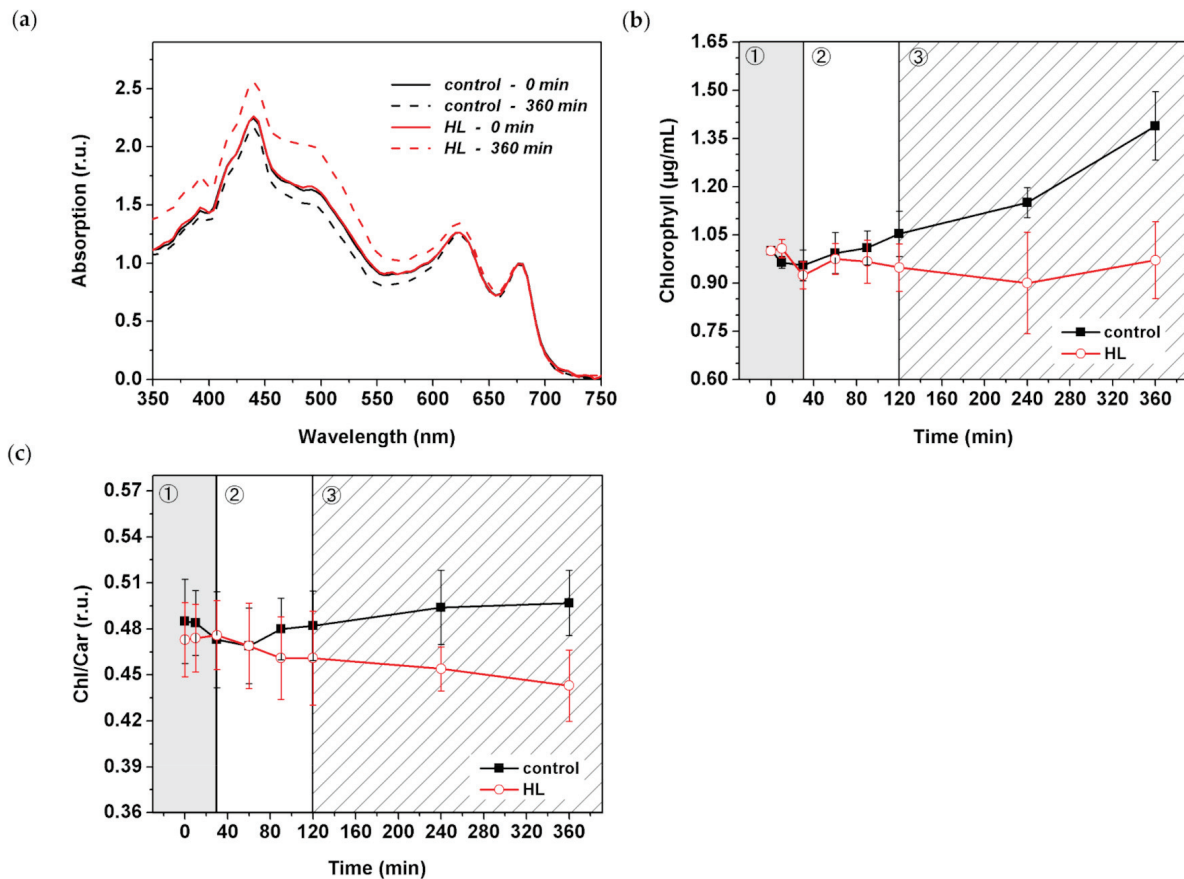 (a)
control - 0 min
control - 360 min
HL - 0 min
HL - 360 min
2.5
2.0
1.5
1.0
0.5
0.0
Absorption (r.u.)
350 400 450 500 550 600 650 700 750
Wavelength (nm)
(b)
① ② ③
1.65
1.50
1.35
1.20
1.05
0.90
0.75
0.60
Chlorophyll (µg/mL)
control
HL
0 40 80 120 160 200 240 280 320 360
Time (min)
(c)
① ② ③
0.57
0.54
0.51
0.48
0.45
0.42
0.39
0.36
Chl/Car (r.u.)
control
HL
0 40 80 120 160 200 240 280 320 360
Time (min)